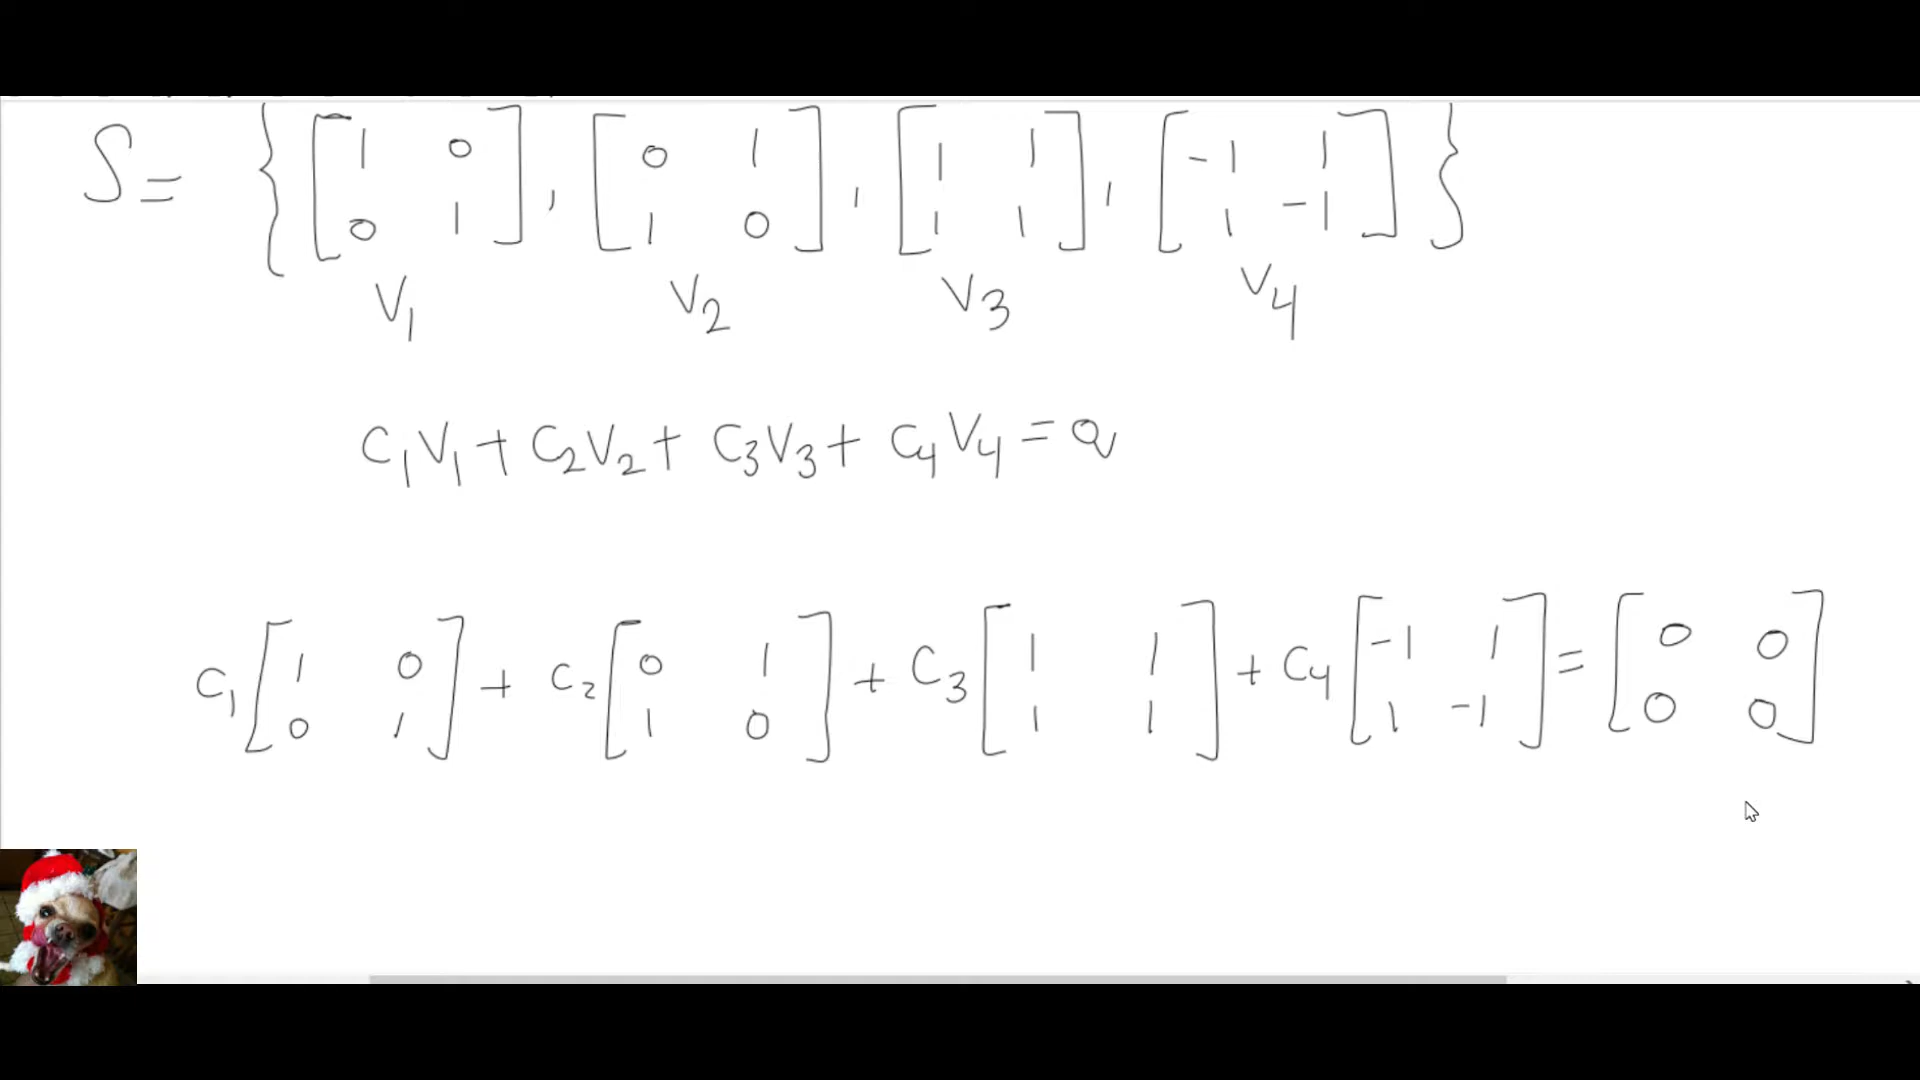 S = { [ 1 0 ; 0 1 ] , [ 0 1 ; 1 0 ] , [ 1 1 ; 1 1 ] , [ -1 1 ; 1 -1 ] }
V1 V2 V3 V4
C1V1 + C2V2 + C3V3 + C4V4 = 0
C1 [ 1 0 ; 0 1 ] + C2 [ 0 1 ; 1 0 ] + C3 [ 1 1 ; 1 1 ] + C4 [ -1 1 ; 1 -1 ] = [ 0 0 ; 0 0 ]